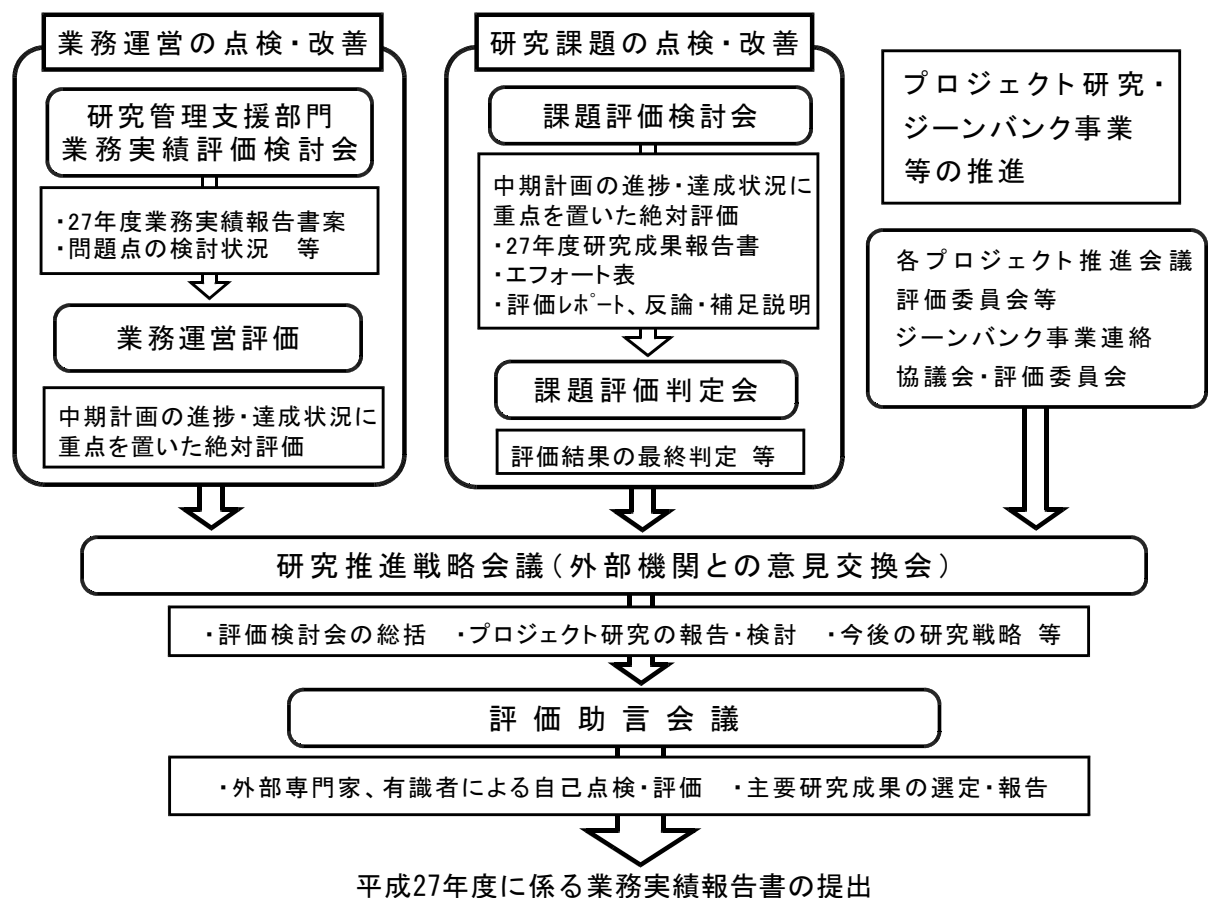 業務運営の点検・改善
研究管理支援部門
業務実績評価検討会
・27年度業務実績報告書案
・問題点の検討状況　等
業務運営評価
中期計画の進捗・達成状況に
重点を置いた絶対評価
研究課題の点検・改善
課題評価検討会
中期計画の進捗・達成状況に
重点を置いた絶対評価
・27年度研究成果報告書
・エフォート表
・評価ﾚﾎﾟｰﾄ、反論・補足説明
課題評価判定会
評価結果の最終判定 等
プロジェクト研究・
ジーンバンク事業
等の推進
各プロジェクト推進会議
評価委員会等
ジーンバンク事業連絡
協議会・評価委員会
研究推進戦略会議（外部機関との意見交換会）
・評価検討会の総括　・プロジェクト研究の報告・検討　・今後の研究戦略 等
評価助言会議
・外部専門家、有識者による自己点検・評価　・主要研究成果の選定・報告
平成27年度に係る業務実績報告書の提出